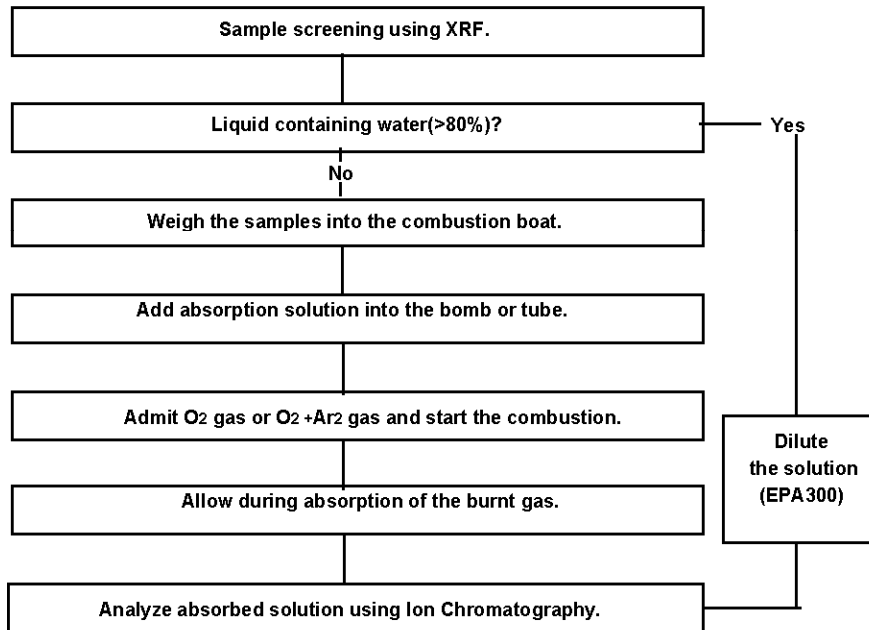 Sample screening using XRF.
Liquid containing water(>80%)?
Yes
No
Weigh the samples into the combustion boat.
Add absorption solution into the bomb or tube.
Admit O2 gas or O2 +Ar2 gas and start the combustion.
Dilute
the solution
(EPA300)
Allow during absorption of the burnt gas.
Analyze absorbed solution using Ion Chromatography.